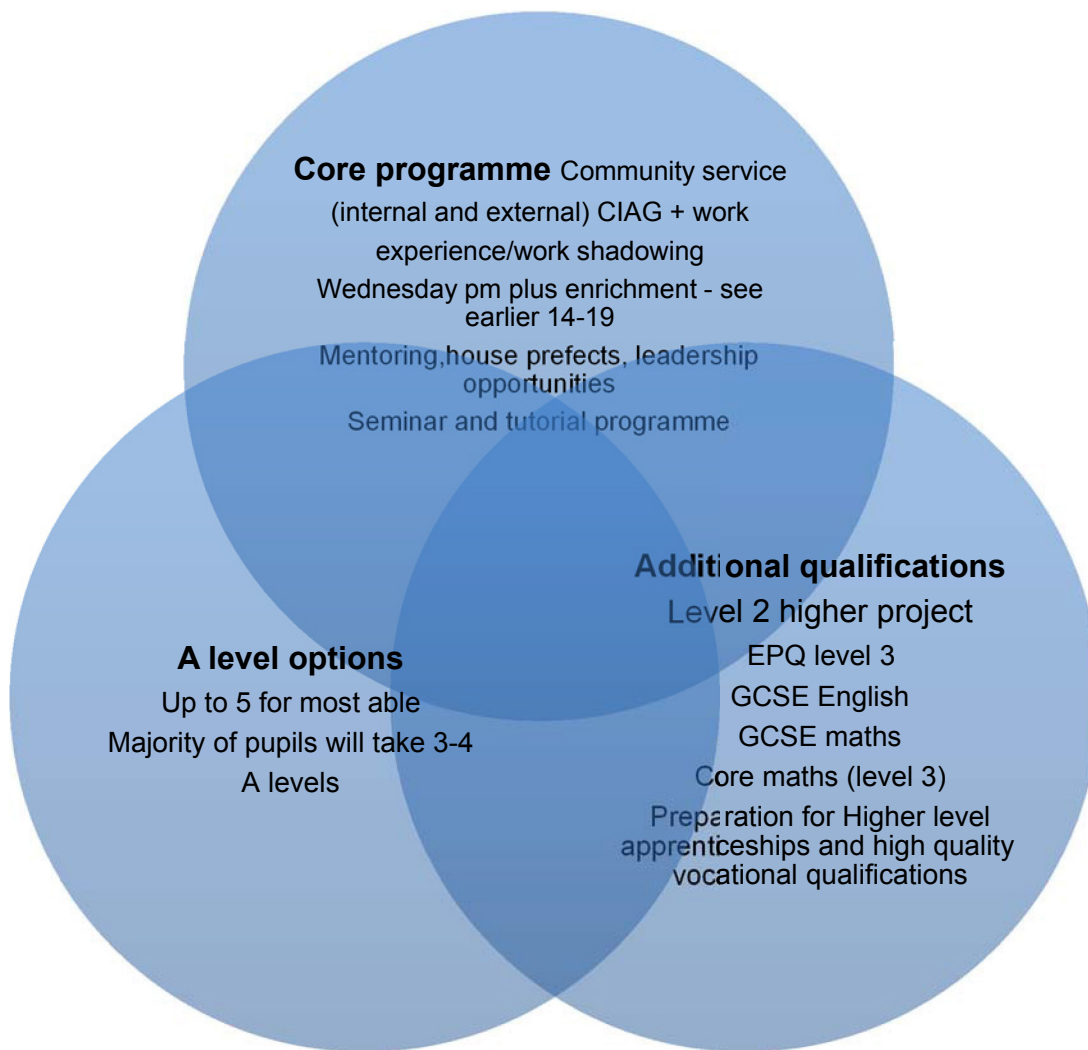 Core programme Community service
(internal and external) CIAG + work
experience/work shadowing
Wednesday pm plus enrichment - see
earlier 14-19
Mentoring,house prefects, leadership
opportunities
Seminar and tutorial programme
A level options
Up to 5 for most able
Majority of pupils will take 3-4
A levels
Additional qualifications
Level 2 higher project
EPQ level 3
GCSE English
GCSE maths
Core maths (level 3)
Preparation for Higher level
apprenticeships and high quality
vocational qualifications